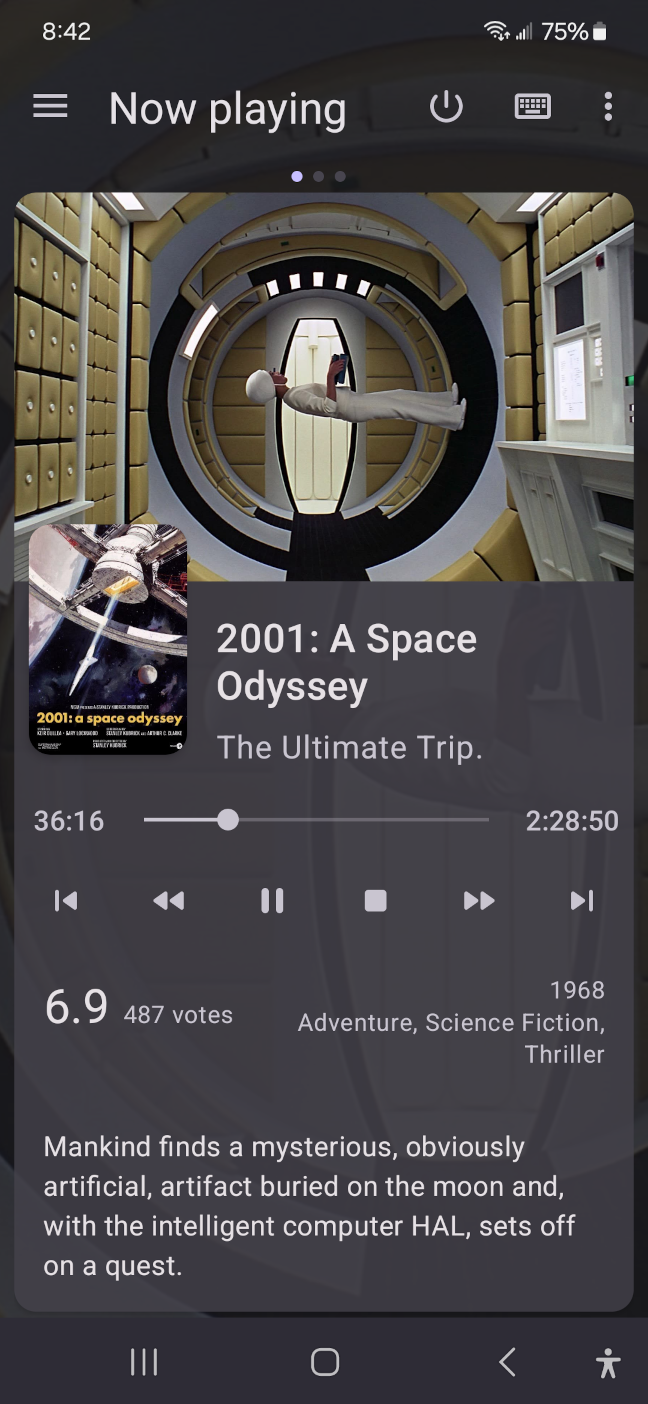 8:42
75%
Now playing
2001: a space odyssey
2001: A Space
Odyssey
The Ultimate Trip.
36:16
2:28:50
6.9 487 votes
1968
Adventure, Science Fiction,
Thriller
Mankind finds a mysterious, obviously
artificial, artifact buried on the moon and,
with the intelligent computer HAL, sets off
on a quest.